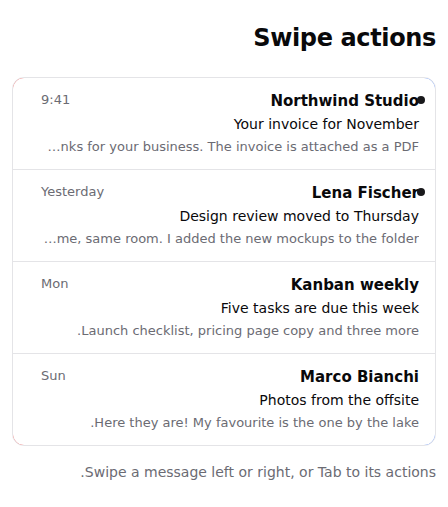 Swipe actions
Northwind Studio 9:41
Your invoice for November
…nks for your business. The invoice is attached as a PDF
Lena Fischer Yesterday
Design review moved to Thursday
…me, same room. I added the new mockups to the folder
Kanban weekly Mon
Five tasks are due this week
.Launch checklist, pricing page copy and three more
Marco Bianchi Sun
Photos from the offsite
.Here they are! My favourite is the one by the lake
.Swipe a message left or right, or Tab to its actions